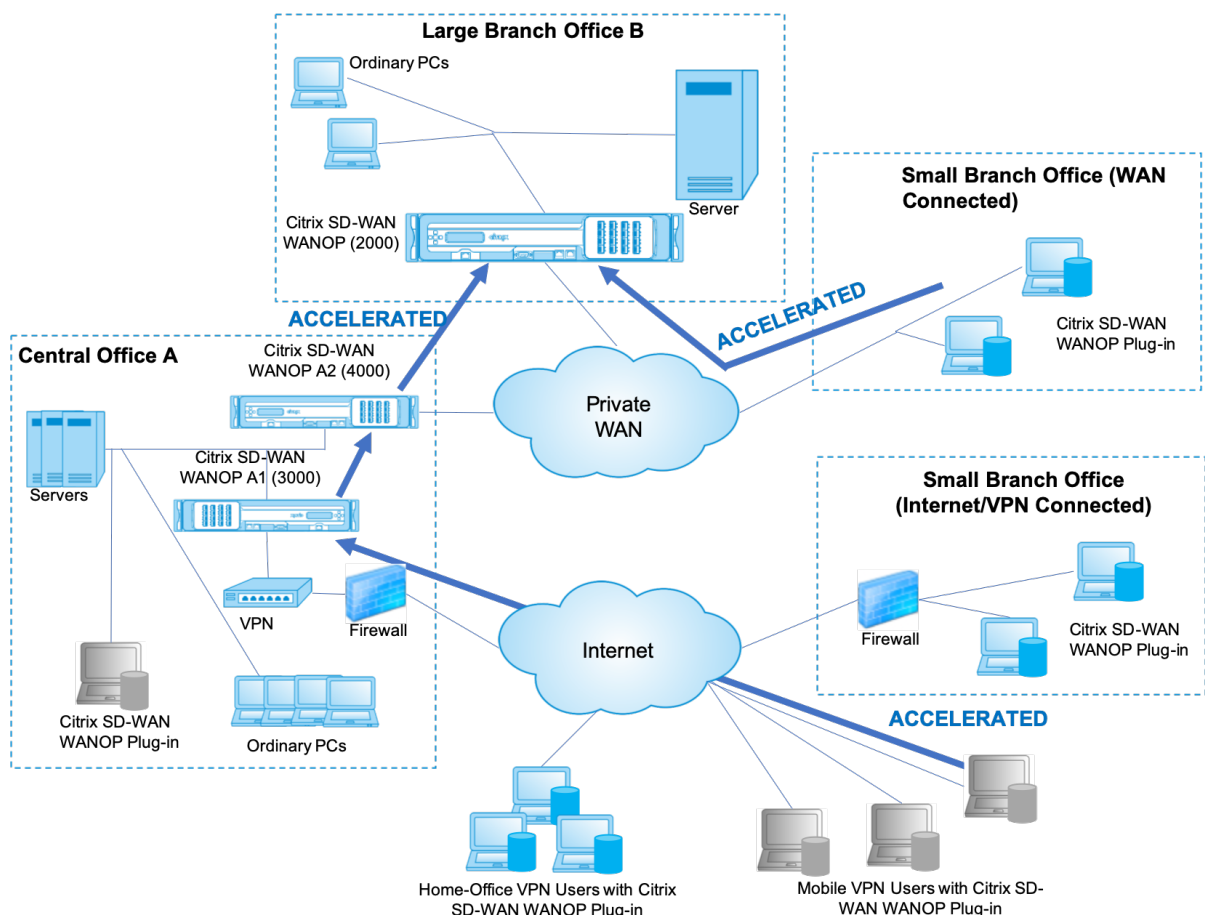 Large Branch Office B
Ordinary PCs
Server
Citrix SD-WAN
WANOP (2000)
Small Branch Office (WAN
Connected)
Citrix SD-WAN
WANOP Plug-in
ACCELERATED
ACCELERATED
Central Office A
Citrix SD-WAN
WANOP A2 (4000)
Private
WAN
Citrix SD-WAN
WANOP A1 (3000)
Servers
Small Branch Office
(Internet/VPN Connected)
VPN
Firewall
Internet
Firewall
Citrix SD-WAN
WANOP Plug-in
Citrix SD-WAN
WANOP Plug-in
Ordinary PCs
ACCELERATED
Home-Office VPN Users with Citrix
SD-WAN WANOP Plug-in
Mobile VPN Users with Citrix SD-
WAN WANOP Plug-in